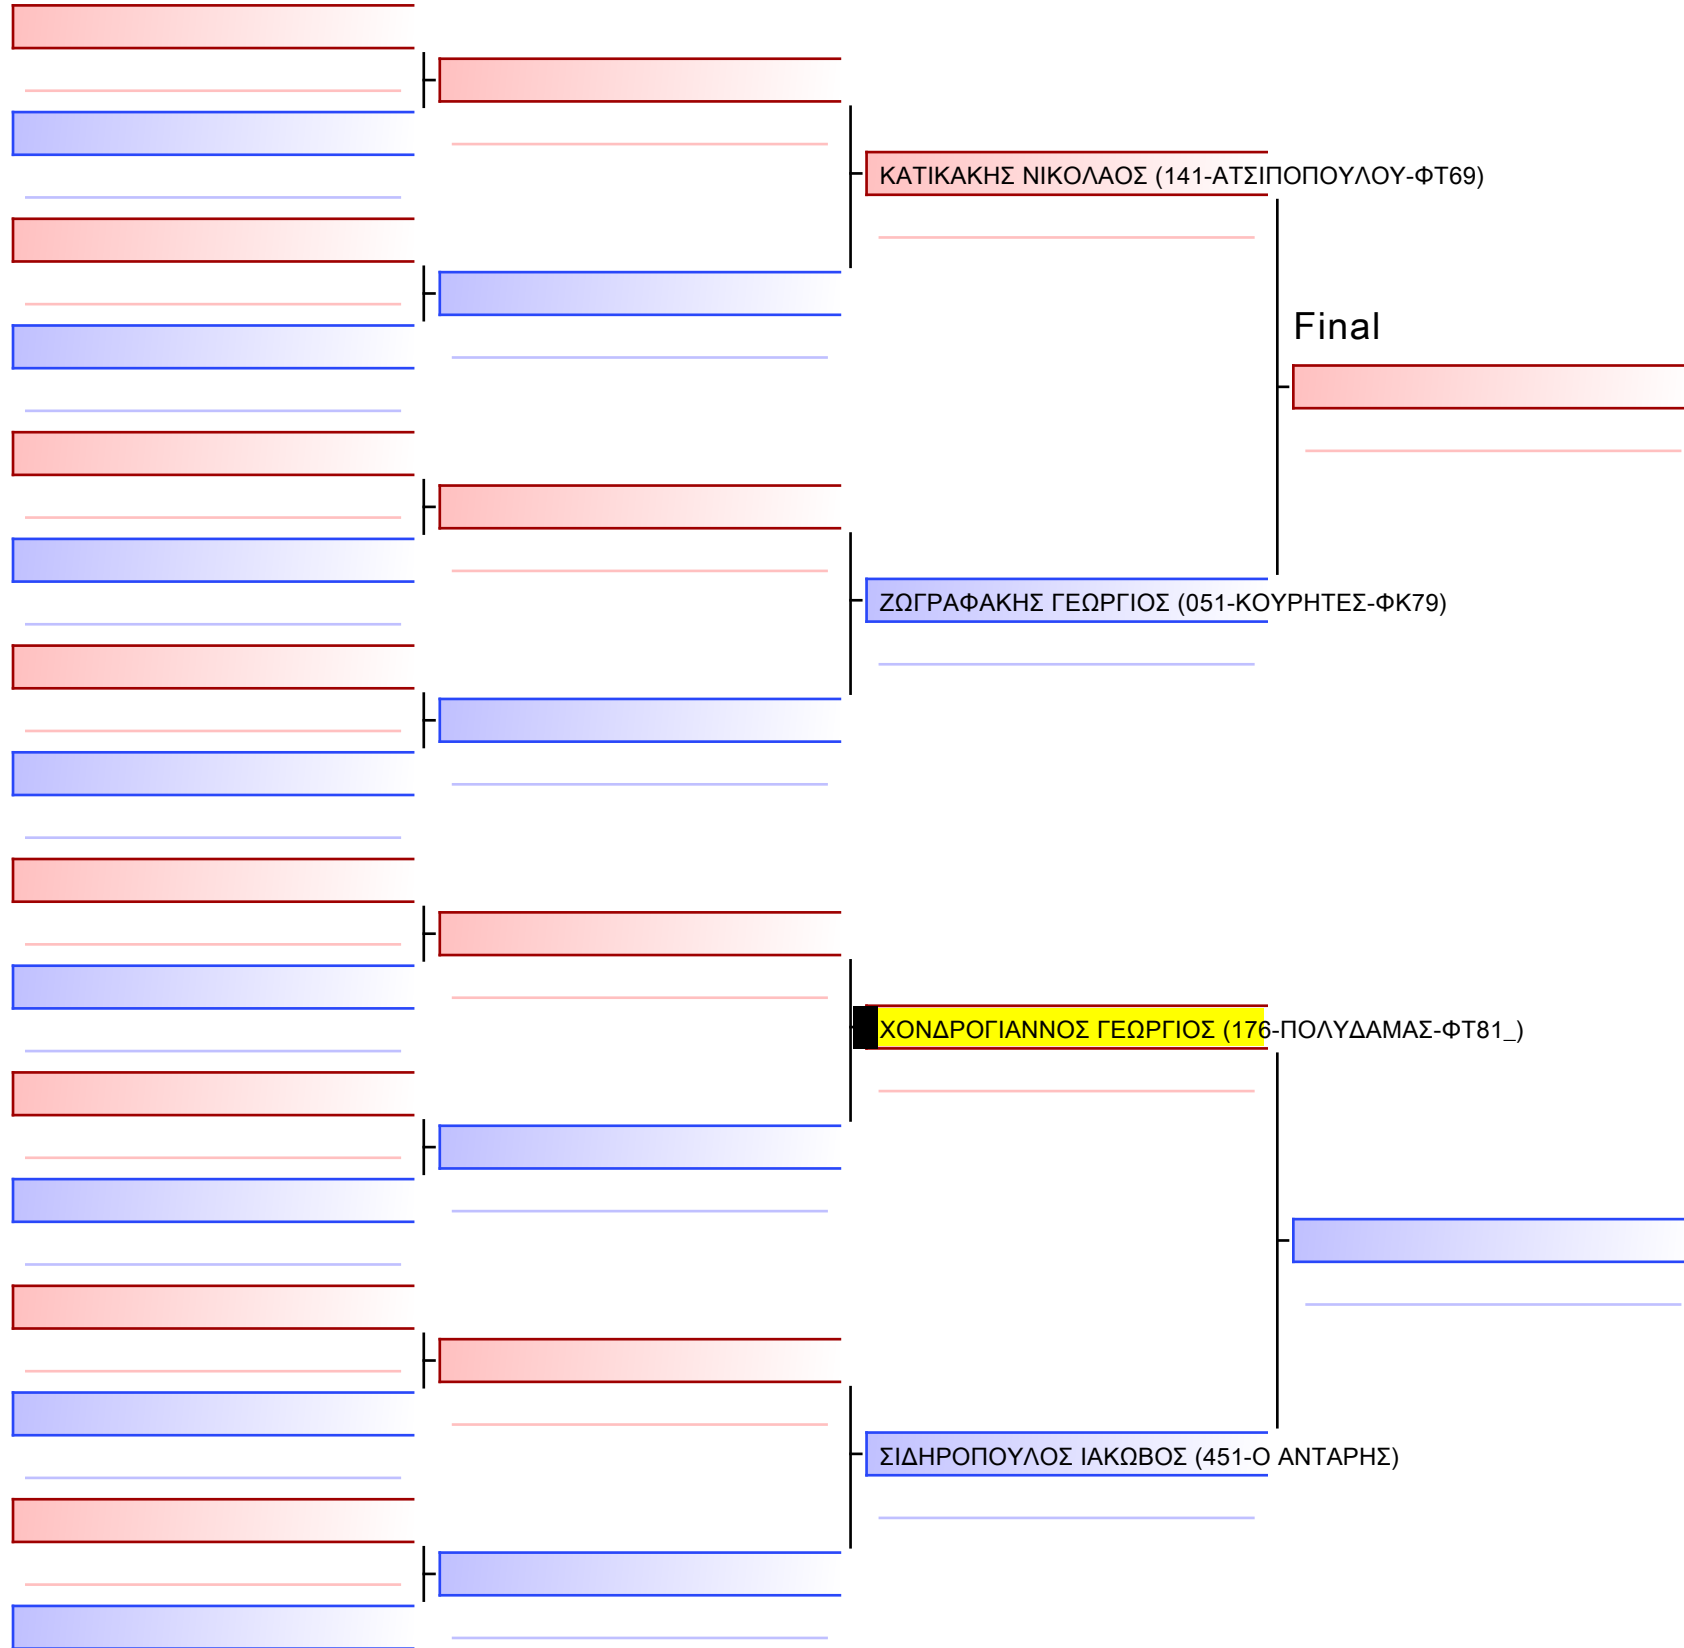 ΚΑΤΙΚΑΚΗΣ ΝΙΚΟΛΑΟΣ (141-ΑΤΣΙΠΟΠΟΥΛΟΥ-ΦΤ69)
Final
ΖΩΓΡΑΦΑΚΗΣ ΓΕΩΡΓΙΟΣ (051-ΚΟΥΡΗΤΕΣ-ΦΚ79)
ΧΟΝΔΡΟΓΙΑΝΝΟΣ ΓΕΩΡΓΙΟΣ (176-ΠΟΛΥΔΑΜΑΣ-ΦΤ81_)
ΣΙΔΗΡΟΠΟΥΛΟΣ ΙΑΚΩΒΟΣ (451-Ο ΑΝΤΑΡΗΣ)